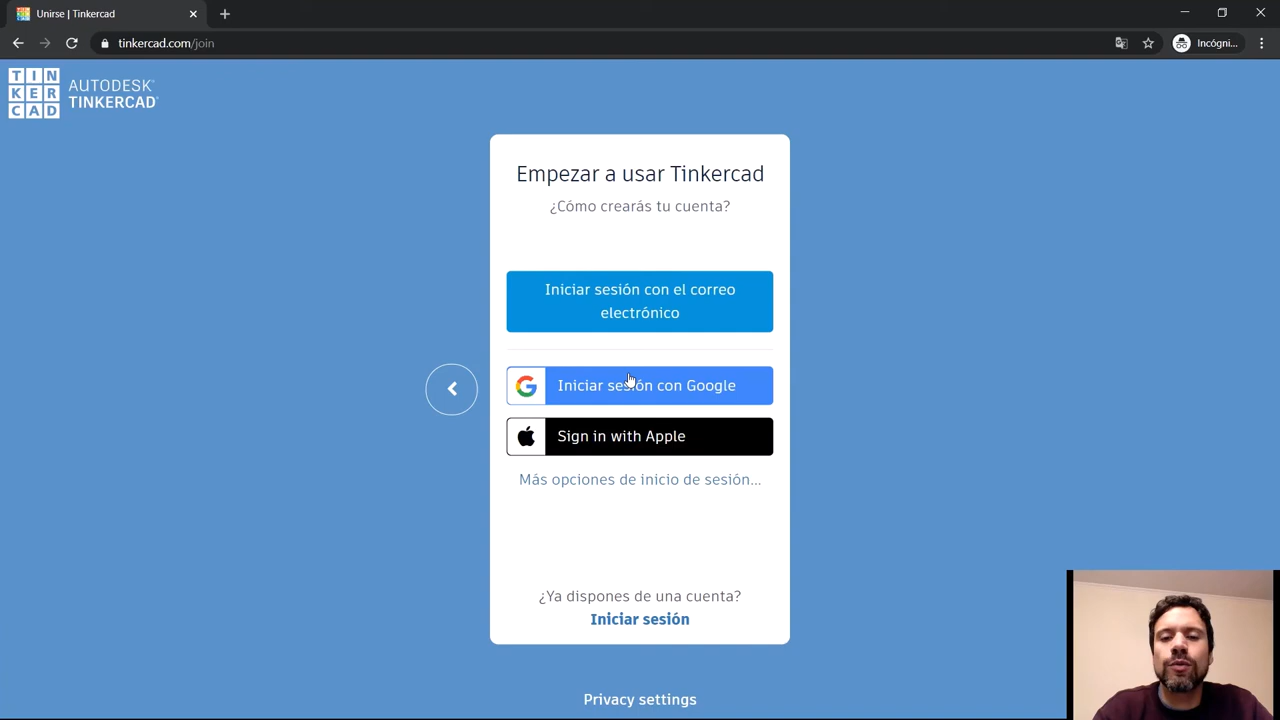 Unirse | Tinkercad
tinkercad.com/join
Incógni...
TIN
KER
CAD
AUTODESK®
TINKERCAD®
Empezar a usar Tinkercad
¿Cómo crearás tu cuenta?
Iniciar sesión con el correo
electrónico
Iniciar sesión con Google
Sign in with Apple
Más opciones de inicio de sesión...
¿Ya dispones de una cuenta?
Iniciar sesión
Privacy settings